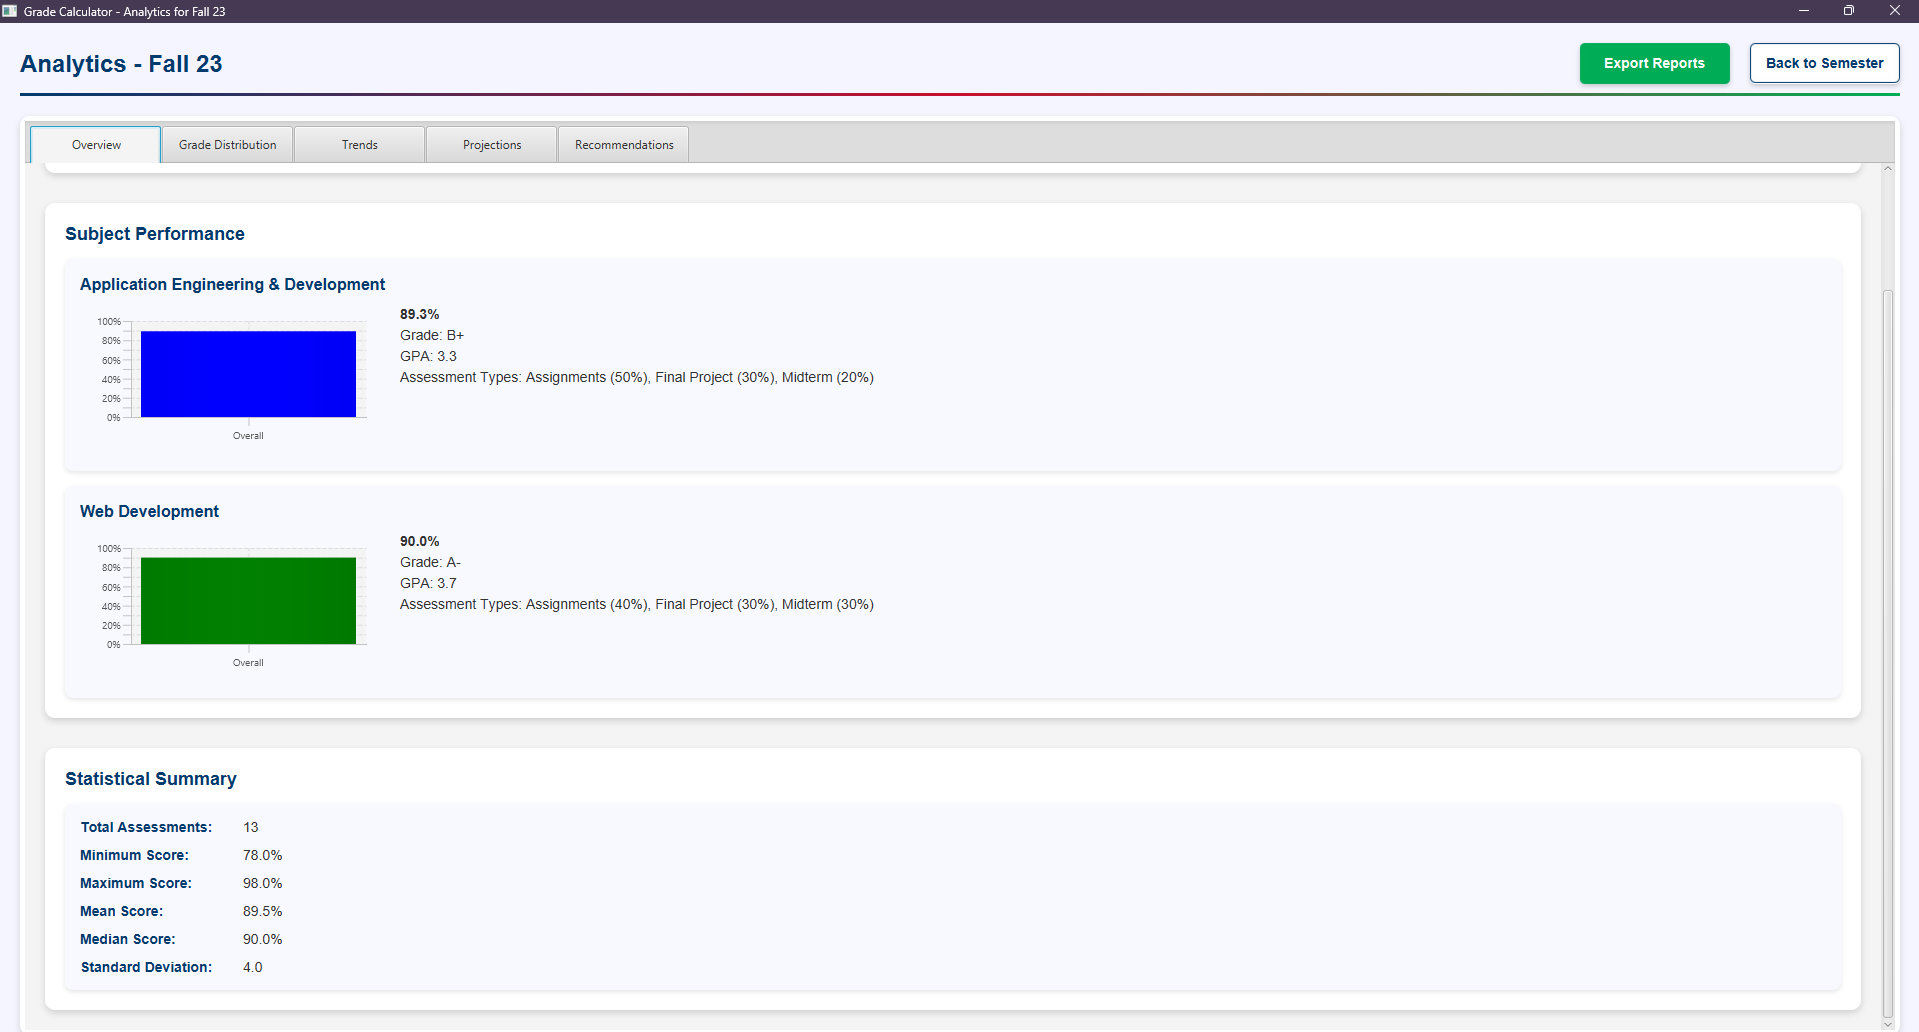 Grade Calculator - Analytics for Fall 23
Analytics - Fall 23
Export Reports
Back to Semester
Overview
Grade Distribution
Trends
Projections
Recommendations
Subject Performance
Application Engineering & Development
100%
80%
60%
40%
20%
0%
Overall
89.3%
Grade: B+
GPA: 3.3
Assessment Types: Assignments (50%), Final Project (30%), Midterm (20%)
Web Development
100%
80%
60%
40%
20%
0%
Overall
90.0%
Grade: A-
GPA: 3.7
Assessment Types: Assignments (40%), Final Project (30%), Midterm (30%)
Statistical Summary
Total Assessments: 13
Minimum Score: 78.0%
Maximum Score: 98.0%
Mean Score: 89.5%
Median Score: 90.0%
Standard Deviation: 4.0